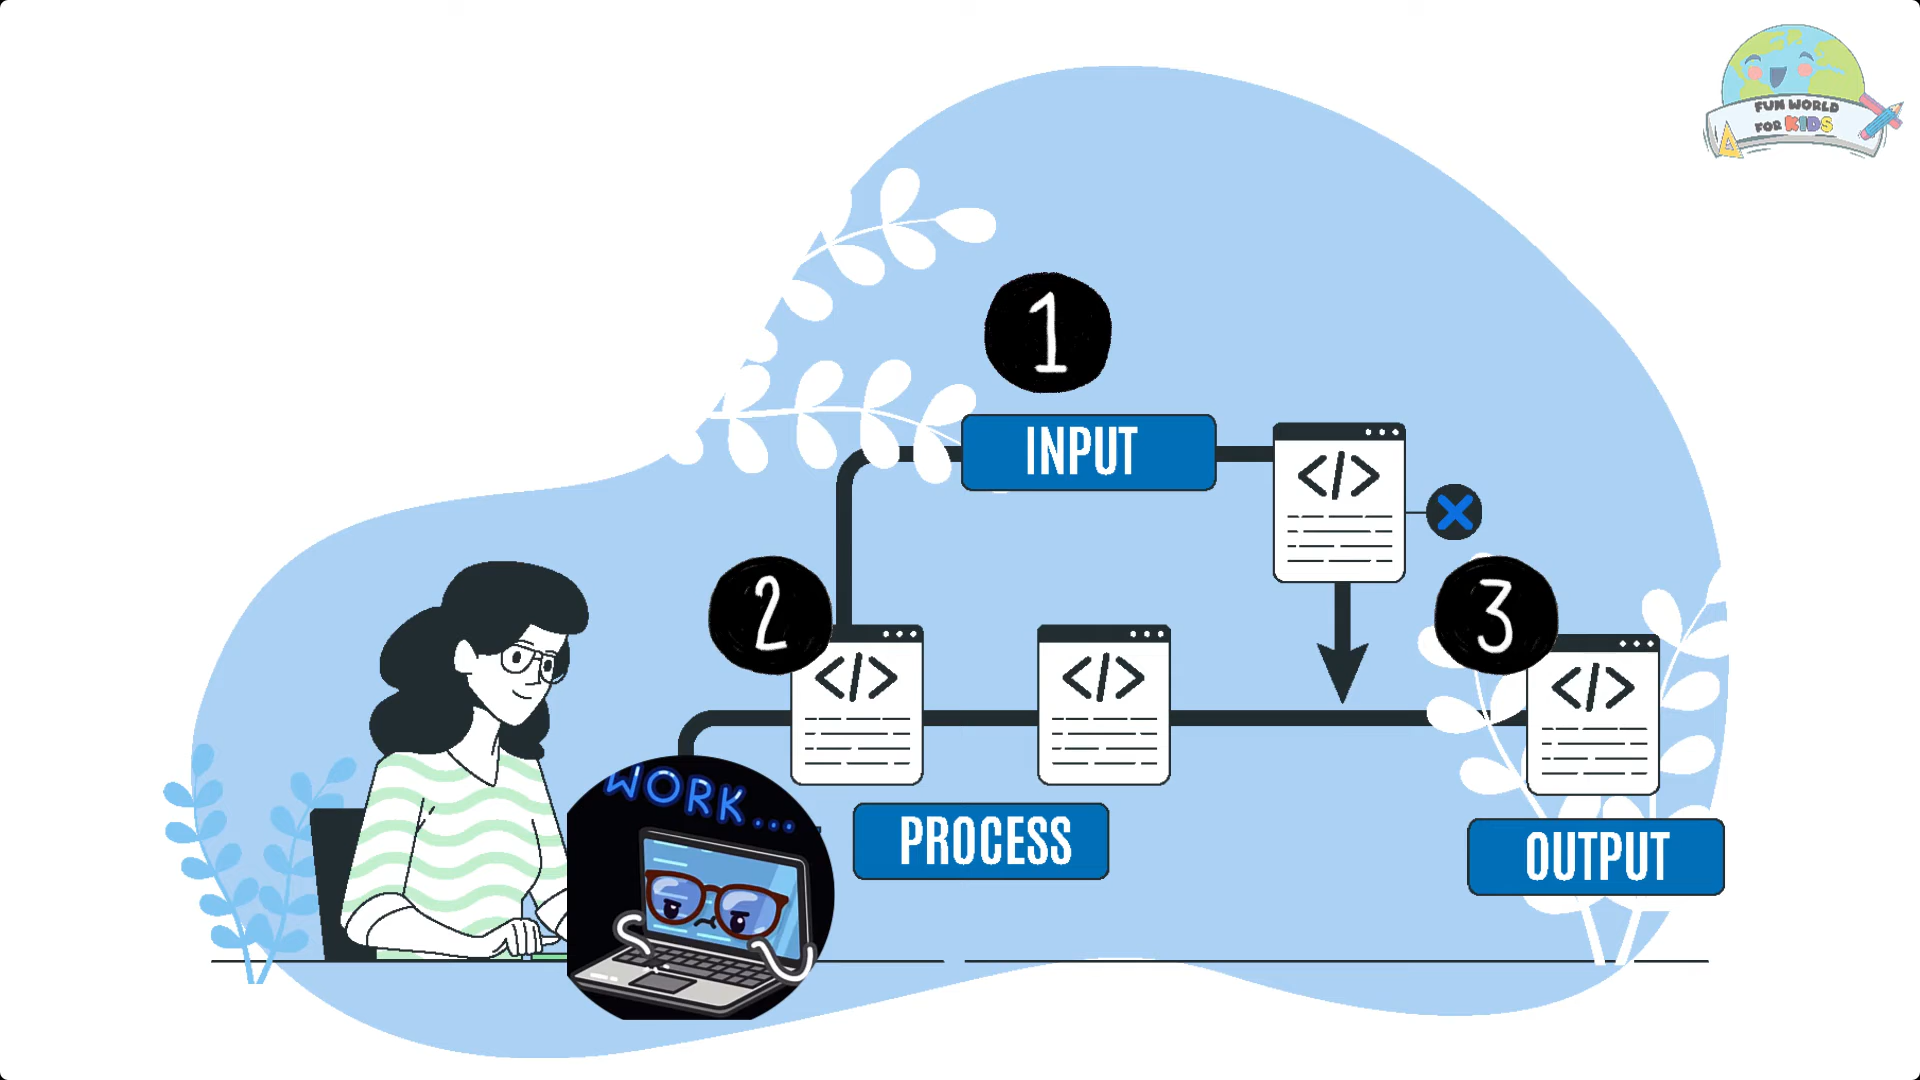 FUN WORLD
FOR KIDS
1
INPUT
</>
2
3
</>
</>
</>
WORK...
PROCESS
OUTPUT